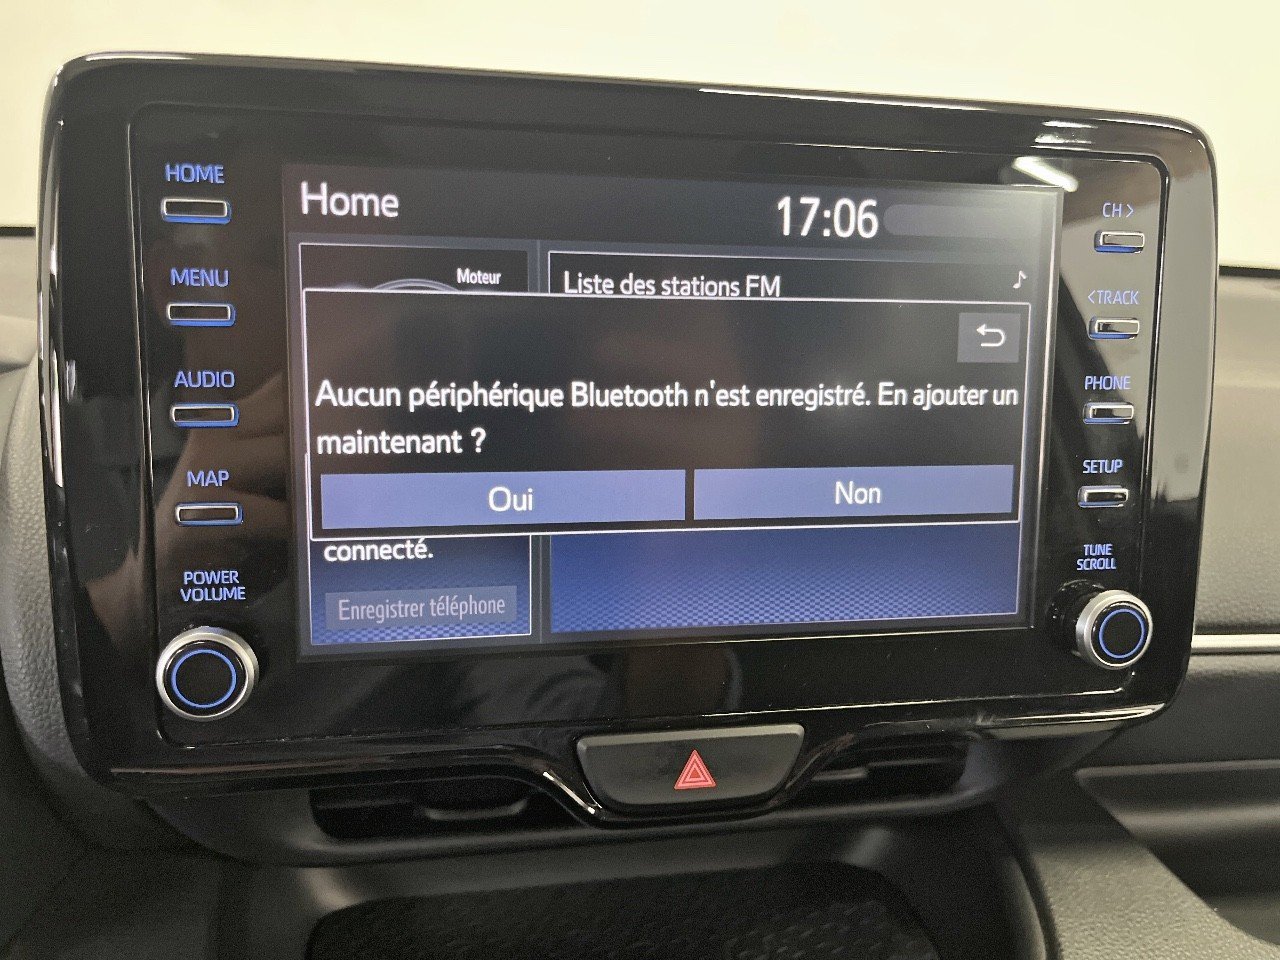 HOME
MENU
AUDIO
MAP
POWER
VOLUME
Home
17:06
Moteur
Liste des stations FM
Aucun périphérique Bluetooth n'est enregistré. En ajouter un
maintenant ?
Oui
Non
connecté.
Enregistrer téléphone
CH>
<TRACK
PHONE
SETUP
TUNE
SCROLL